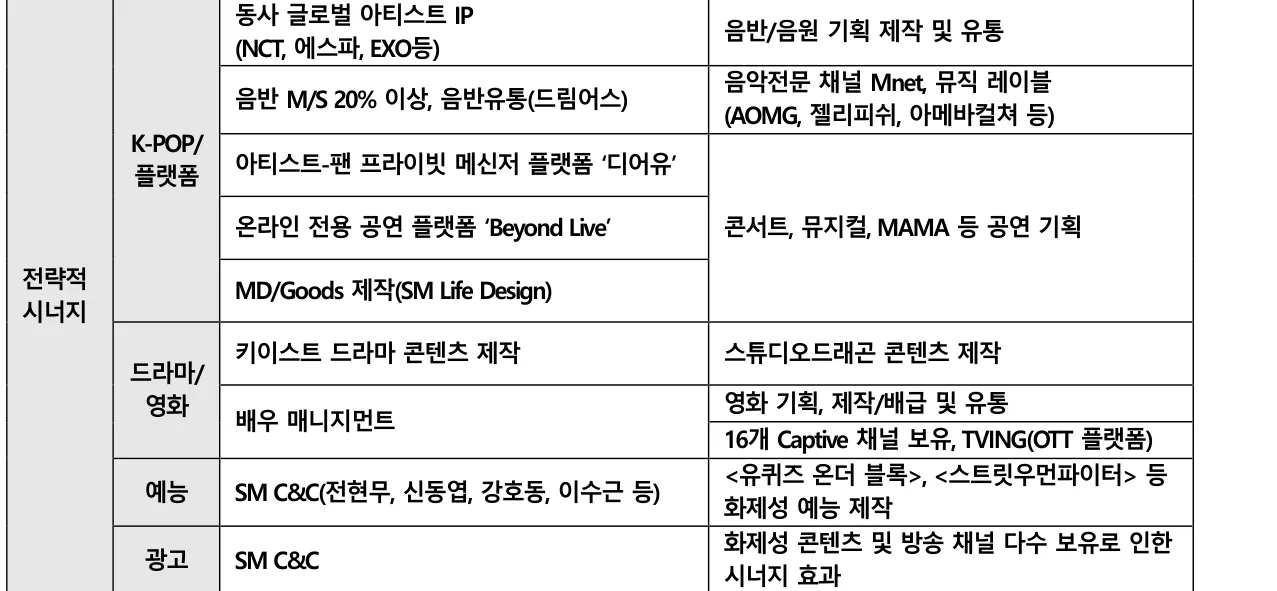 전략적
시너지
K-POP/
플랫폼
동사 글로벌 아티스트 IP
(NCT, 에스파, EXO등)
음반/음원 기획 제작 및 유통
음반 M/S 20% 이상, 음반유통(드림어스)
음악전문 채널 Mnet, 뮤직 레이블
(AOMG, 젤리피쉬, 아메바컬쳐 등)
아티스트-팬 프라이빗 메신저 플랫폼 ‘디어유’
온라인 전용 공연 플랫폼 ‘Beyond Live’
MD/Goods 제작(SM Life Design)
콘서트, 뮤지컬, MAMA 등 공연 기획
드라마/
영화
키이스트 드라마 콘텐츠 제작
스튜디오드래곤 콘텐츠 제작
배우 매니지먼트
영화 기획, 제작/배급 및 유통
16개 Captive 채널 보유, TVING(OTT 플랫폼)
예능
SM C&C(전현무, 신동엽, 강호동, 이수근 등)
<유퀴즈 온더 블록>, <스트릿우먼파이터> 등
화제성 예능 제작
광고
SM C&C
화제성 콘텐츠 및 방송 채널 다수 보유로 인한
시너지 효과